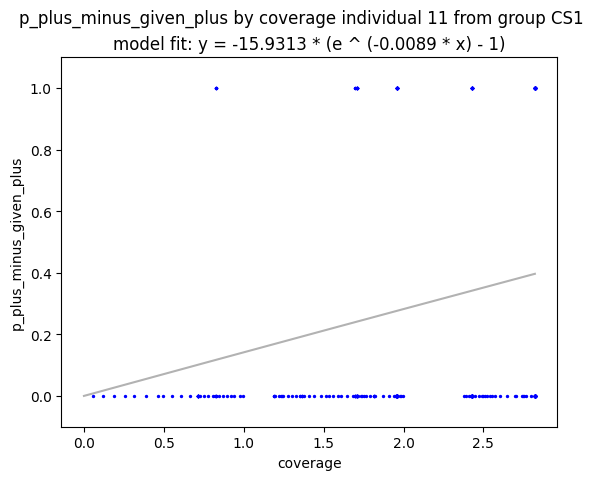 p_plus_minus_given_plus by coverage individual 11 from group CS1
model fit: y = -15.9313 * (e ^ (-0.0089 * x) - 1)
1.0
0.8
0.6
0.4
0.2
0.0
p_plus_minus_given_plus
0.0 0.5 1.0 1.5 2.0 2.5
coverage